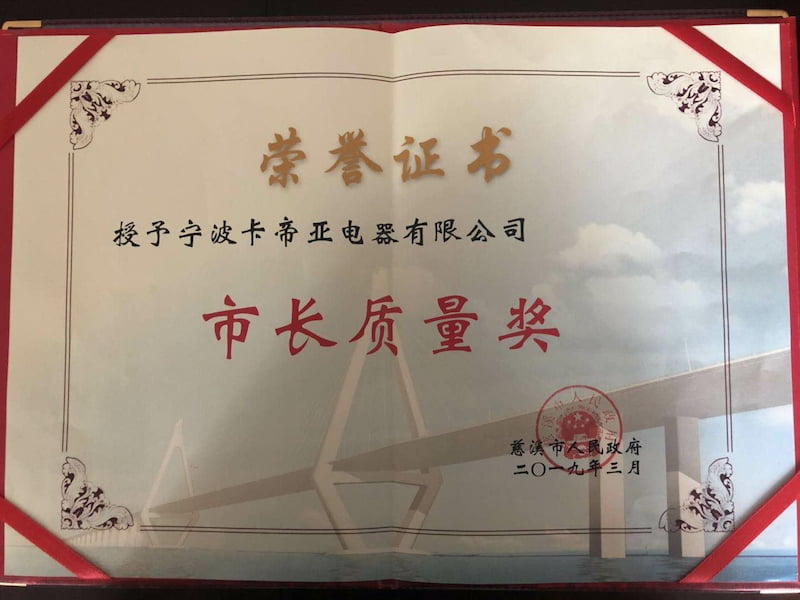 荣誉证书
授予宁波卡帝亚电器有限公司
市长质量奖
慈溪市人民政府
二〇一九年三月